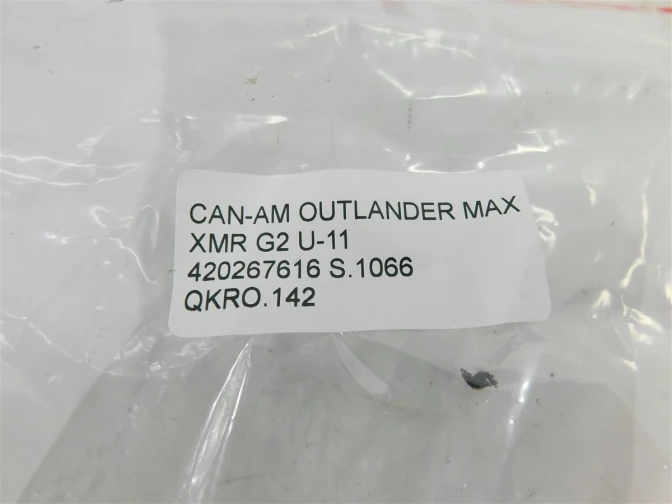 CAN-AM OUTLANDER MAX
XMR G2 U-11
420267616 S.1066
QKRO.142